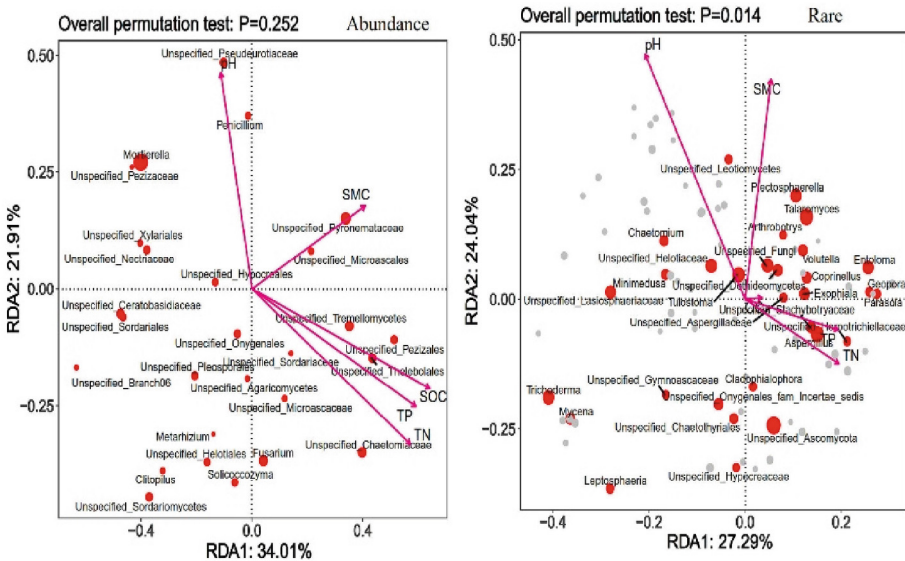 Overall permutation test: P=0.252 Abundance
RDA2: 21.91%
0.50
0.25
0.00
−0.25
Unspecified_Pseudeurotiaceae
pH
Penicillium
Mortierella
Unspecified_Pezizaceae
SMC
Unspecified_Pyronemataceae
Unspecified_Xylariales
Unspecified_Nectriaceae
Unspecified_Microascales
Unspecified_Hypocreales
Unspecified_Ceratobasidiaceae
Unspecified_Sordariales
Unspecified_Tremellomycetes
Unspecified_Onygenales
Unspecified_Pezizales
Unspecified_Sordariaceae
Unspecified_Pleosporales
Unspecified_Thelebolales
Unspecified_Branch06
Unspecified_Agaricomycetes
SOC
Unspecified_Microascaceae
TP
TN
Metarhizium
Unspecified_Chaetomiaceae
Unspecified_Helotiales
Fusarium
Clitopilus
Solicoccozyma
Unspecified_Sordariomycetes
−0.4
0.0
0.4
RDA1: 34.01%
Overall permutation test: P=0.014 Rare
RDA2: 24.04%
0.50
0.25
0.00
−0.25
pH
SMC
Unspecified_Leotiomycetes
Plectosphaerella
Talaromyces
Arthrobotrys
Chaetomium
Unspecified_Fungi
Volutella
Unspecified_Helotiaceae
Entoloma
Unspecified_Dothideomycetes
Coprinellus
Minimedusa
Geopora
Exophiala
Unspecified_Lasiosphaeriaceae
Tulostoma
Parasola
Unspecified_Stachybotryaceae
Unspecified_Aspergillaceae
Unspecified_Herpotrichiellaceae
TP
Aspergillus
TN
Unspecified_Gymnoascaceae
Cladophialophora
Trichoderma
Unspecified_Onygenales_fam_Incertae_sedis
Mycena
Unspecified_Chaetothyriales
Unspecified_Ascomycota
Unspecified_Hypocreaceae
Leptosphaeria
−0.4
−0.2
0.0
0.2
RDA1: 27.29%